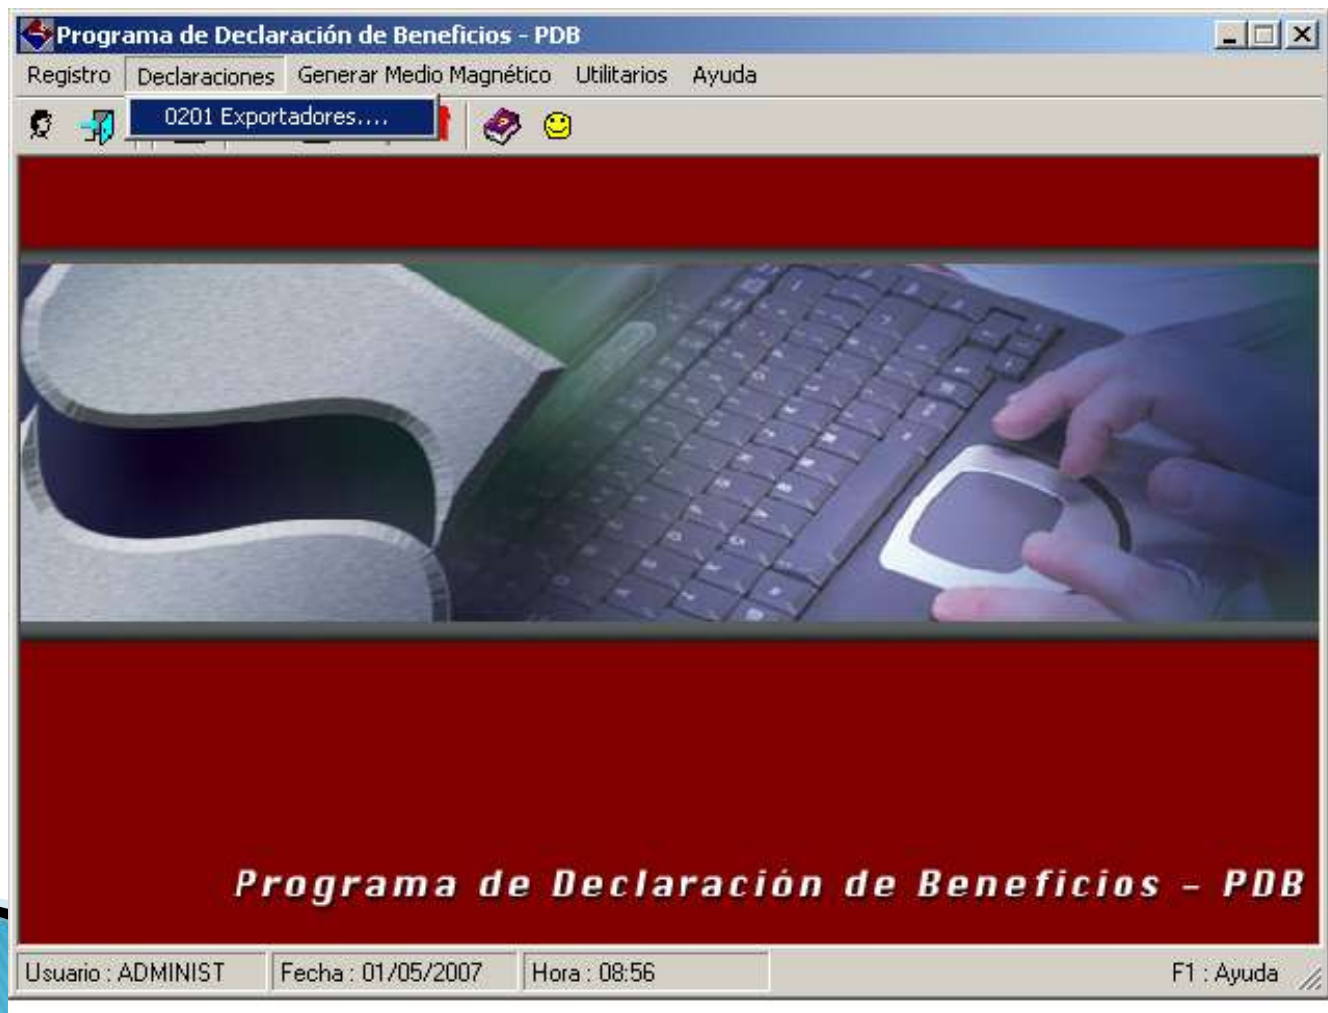 Programa de Declaración de Beneficios - PDB
Registro Declaraciones Generar Medio Magnético Utilitarios Ayuda
0201 Exportadores....
Programa de Declaración de Beneficios - PDB
Usuario : ADMINIST Fecha : 01/05/2007 Hora : 08:56 F1 : Ayuda